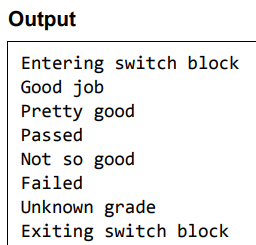 Output
Entering switch block
Good job
Pretty good
Passed
Not so good
Failed
Unknown grade
Exiting switch block